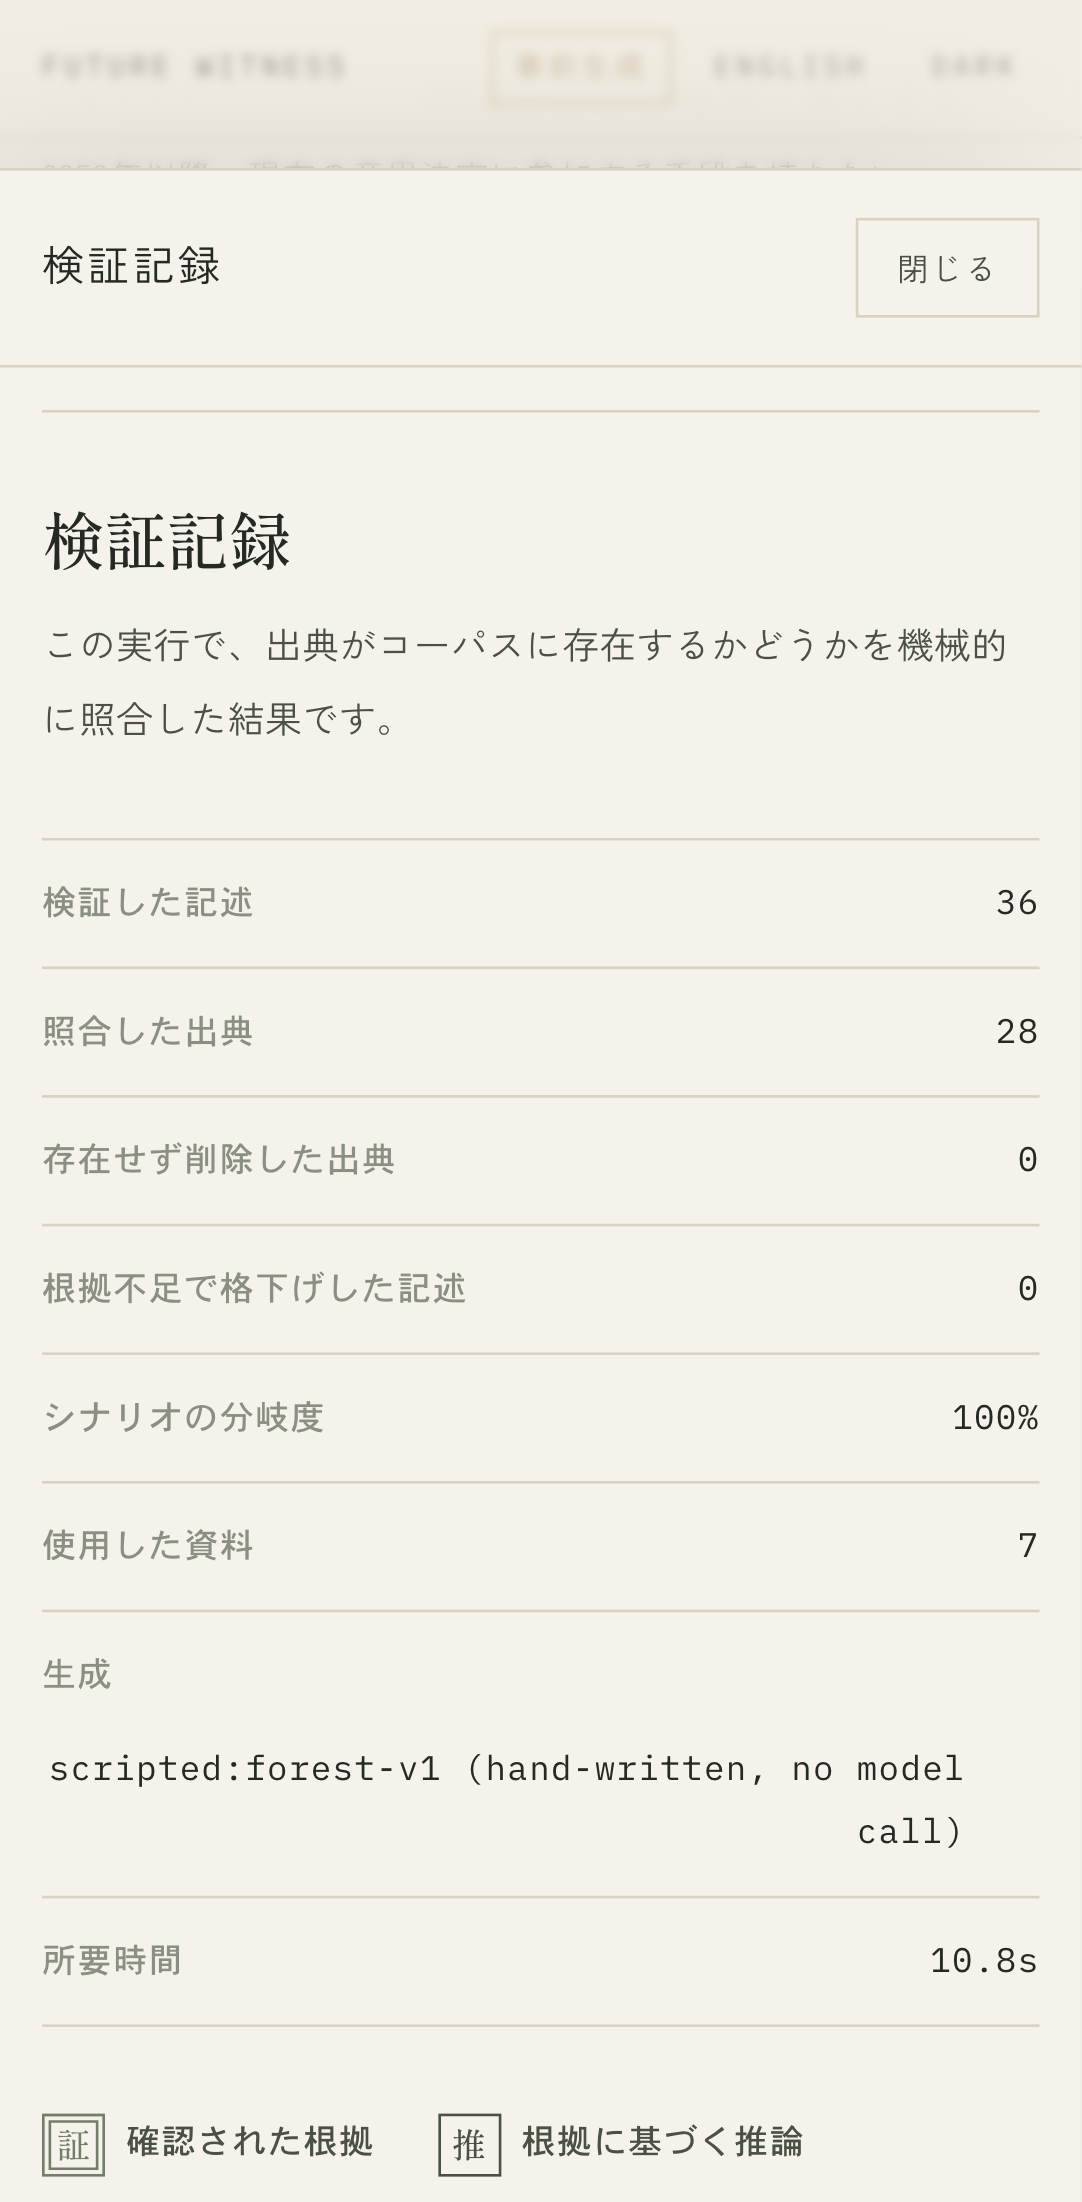 FUTURE WITNESS
ENGLISH
DARK
検証記録
閉じる
検証記録
この実行で、出典がコーパスに存在するかどうかを機械的
に照合した結果です。
検証した記述
36
照合した出典
28
存在せず削除した出典
0
根拠不足で格下げした記述
0
シナリオの分岐度
100%
使用した資料
7
生成
scripted:forest-v1 (hand-written, no model
call)
所要時間
10.8s
証 確認された根拠
推 根拠に基づく推論